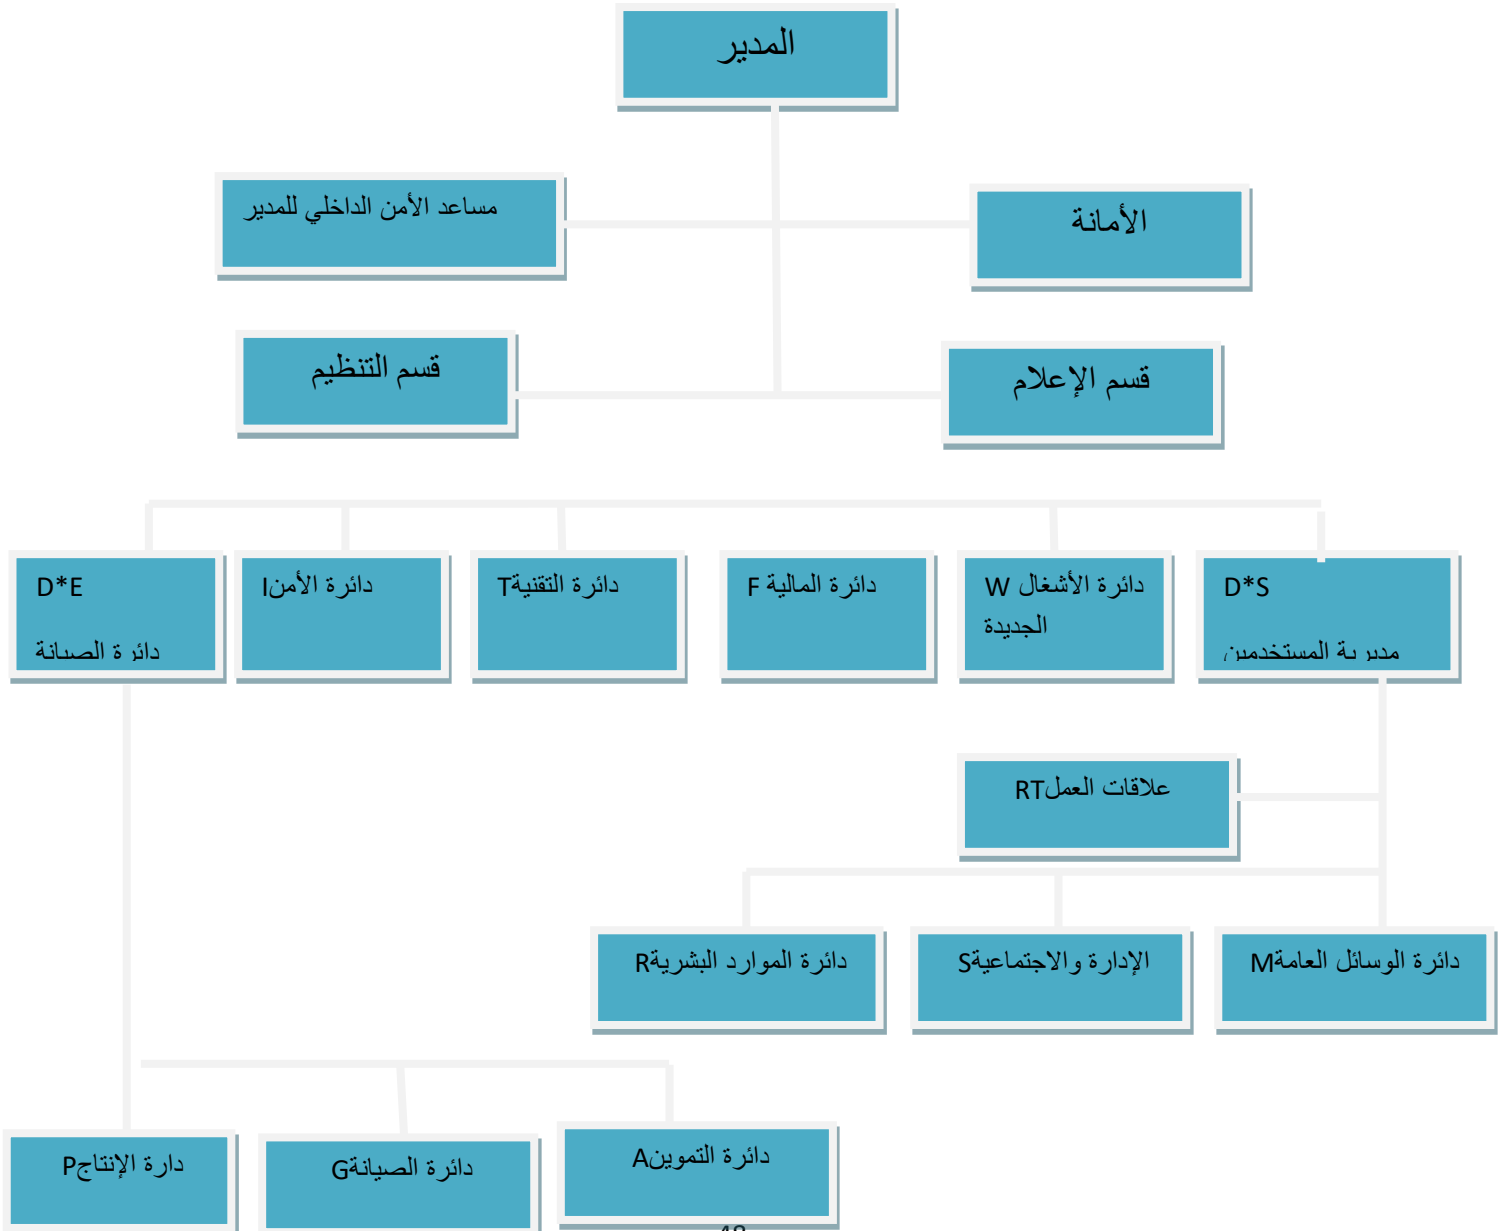 المدير
الأمانة
مساعد الأمن الداخلي للمدير
قسم الإعلام
قسم التنظيم
D*S
مديرية المستخدمين
دائرة الأشغال W
الجديدة
دائرة المالية F
دائرة التقنيةT
دائرة الأمنI
D*E
دائرة الصيانة
علاقات العملRT
دائرة الوسائل العامةM
الإدارة والاجتماعيةS
دائرة الموارد البشريةR
دائرة التموينA
دائرة الصيانةG
دارة الإنتاجP
48